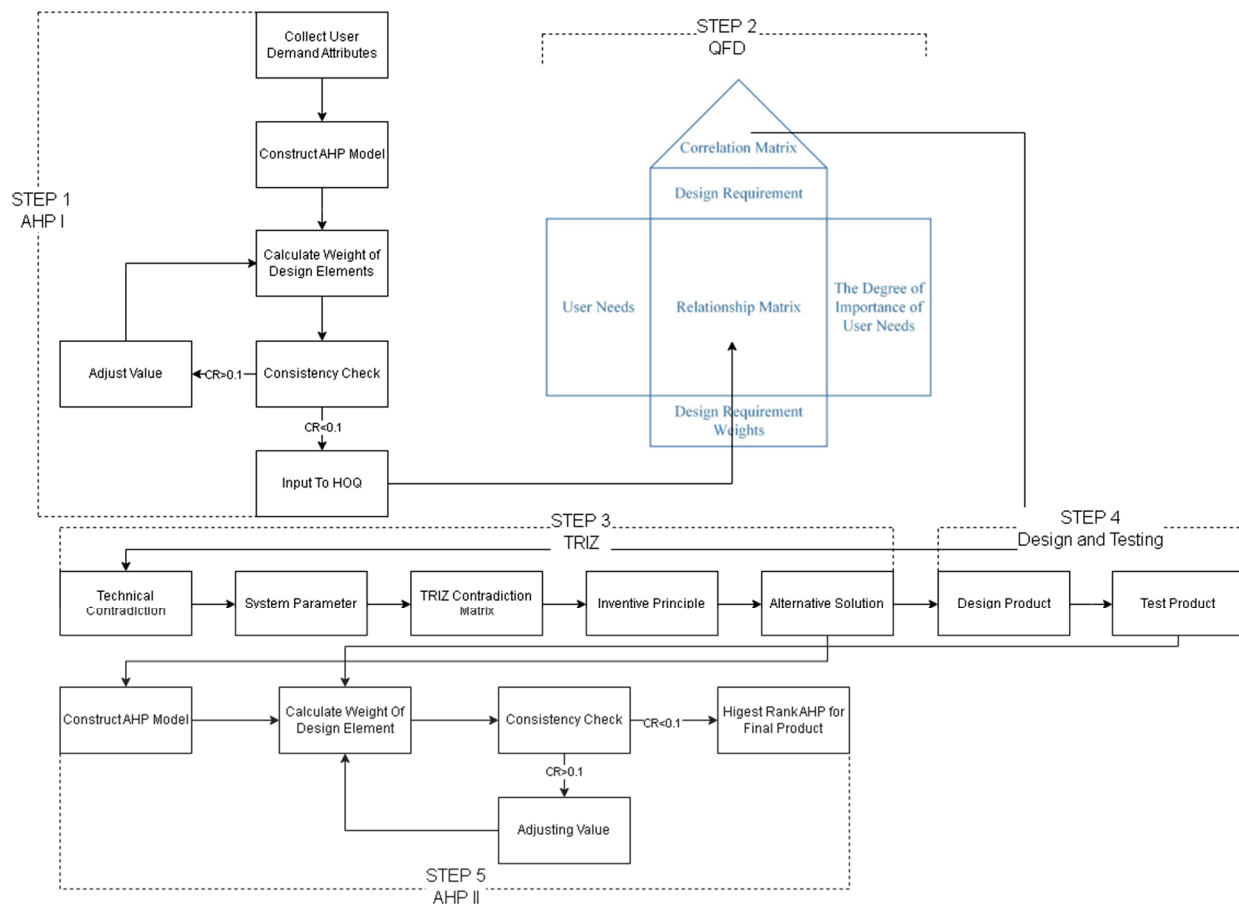 Collect User
Demand Attributes
Construct AHP Model
STEP 1
AHP I
Calculate Weight of
Design Elements
Adjust Value
CR>0.1
Consistency Check
CR<0.1
Input To HOQ
STEP 2
QFD
Correlation Matrix
Design Requirement
User Needs
Relationship Matrix
The Degree of
Importance of
User Needs
Design Requirement
Weights
STEP 3
TRIZ
Technical
Contradiction
System Parameter
TRIZ Contradiction
Matrix
Inventive Principle
Alternative Solution
STEP 4
Design and Testing
Design Product
Test Product
Construct AHP Model
Calculate Weight Of
Design Element
Consistency Check
CR<0.1
Higest Rank AHP for
Final Product
CR>0.1
Adjusting Value
STEP 5
AHP II